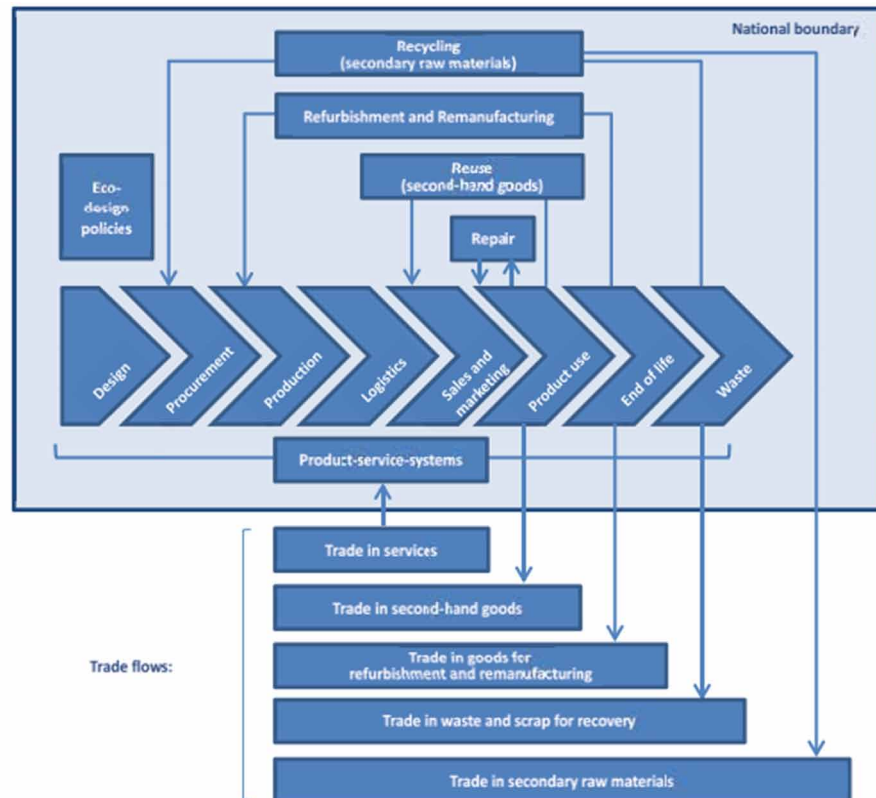 National boundary
Recycling
(secondary raw materials)
Refurbishment and Remanufacturing
Reuse
(second-hand goods)
Eco-
design
policies
Repair
Design
Procurement
Production
Logistics
Sales and
marketing
Product use
End of life
Waste
Product-service-systems
Trade in services
Trade in second-hand goods
Trade flows:
Trade in goods for
refurbishment and remanufacturing
Trade in waste and scrap for recovery
Trade in secondary raw materials